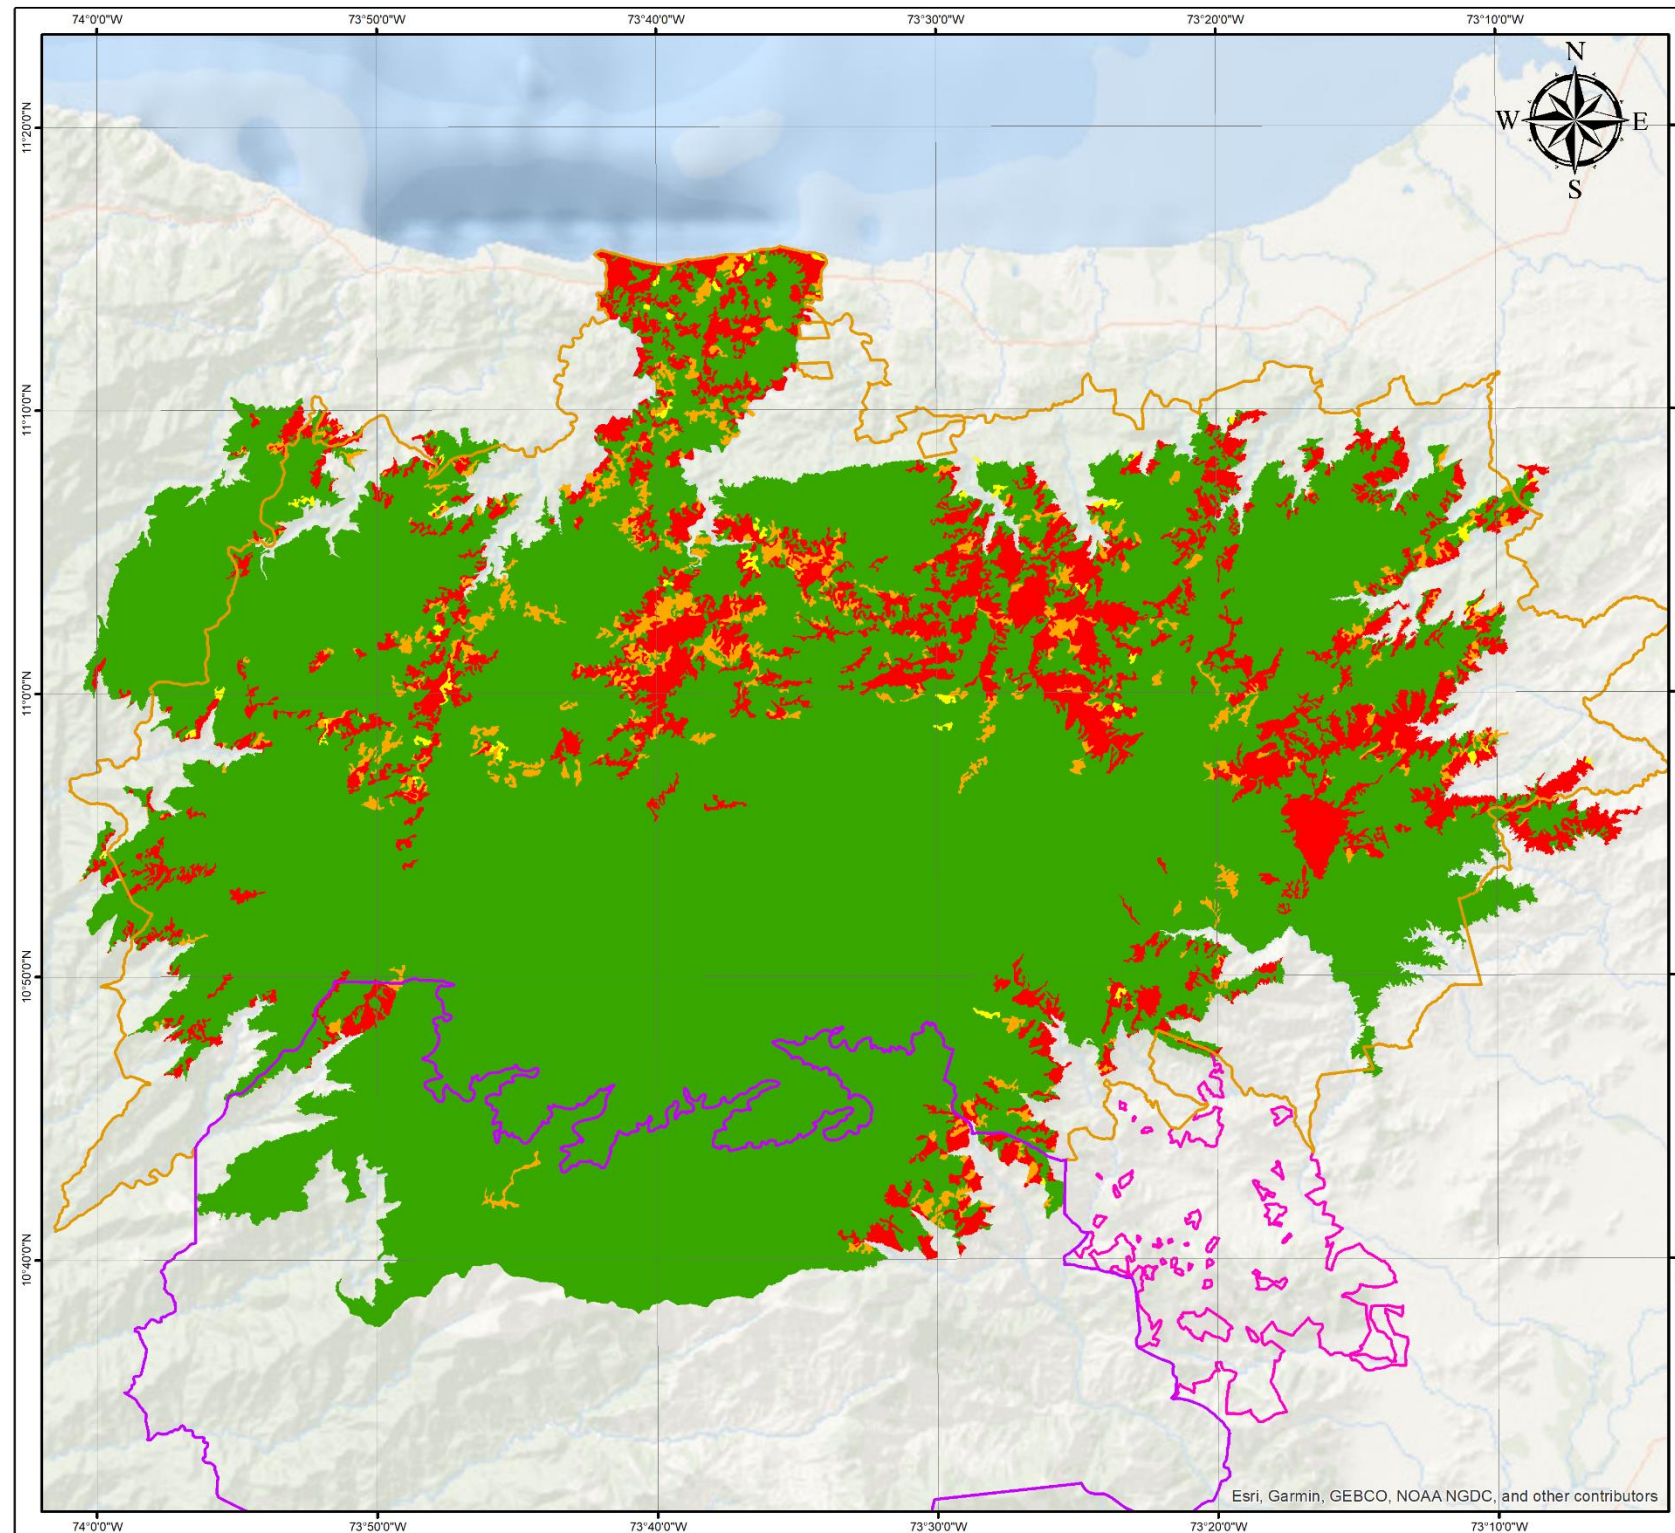 74°0'0"W 73°50'0"W 73°40'0"W 73°30'0"W 73°20'0"W 73°10'0"W
N
W E
S
11°20'0"N
11°10'0"N
11°0'0"N
10°50'0"N
10°40'0"N
Esri, Garmin, GEBCO, NOAA NGDC, and other contributors
74°0'0"W 73°50'0"W 73°40'0"W 73°30'0"W 73°20'0"W 73°10'0"W